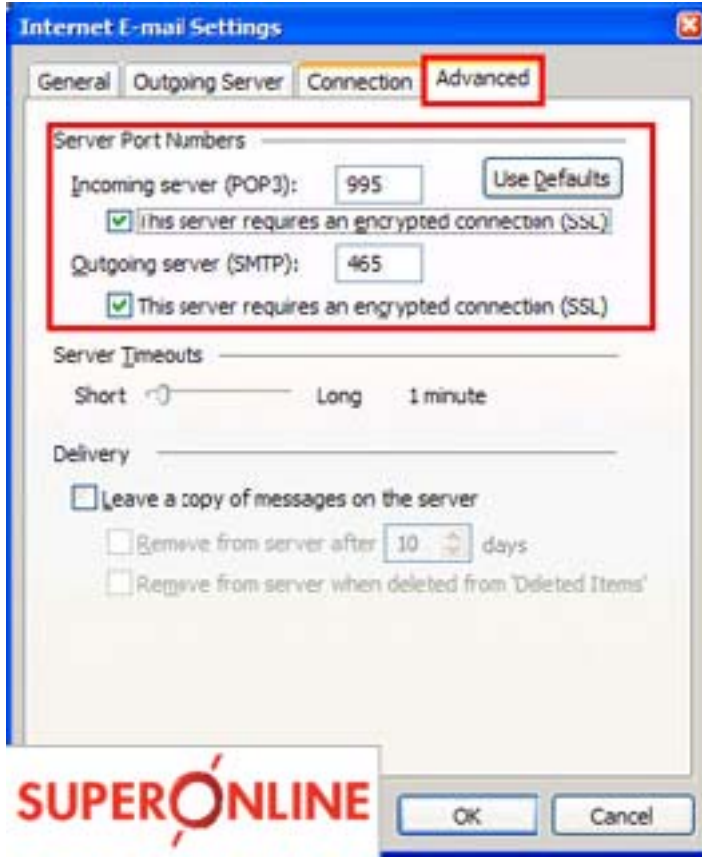 Internet E-mail Settings
General Outgoing Server Connection Advanced
Server Port Numbers
Incoming server (POP3): 995 Use Defaults
This server requires an encrypted connection (SSL)
Outgoing server (SMTP): 465
This server requires an encrypted connection (SSL)
Server Timeouts
Short Long 1 minute
Delivery
Leave a copy of messages on the server
Remove from server after 10 days
Remove from server when deleted from 'Deleted Items'
SUPERONLINE
OK Cancel